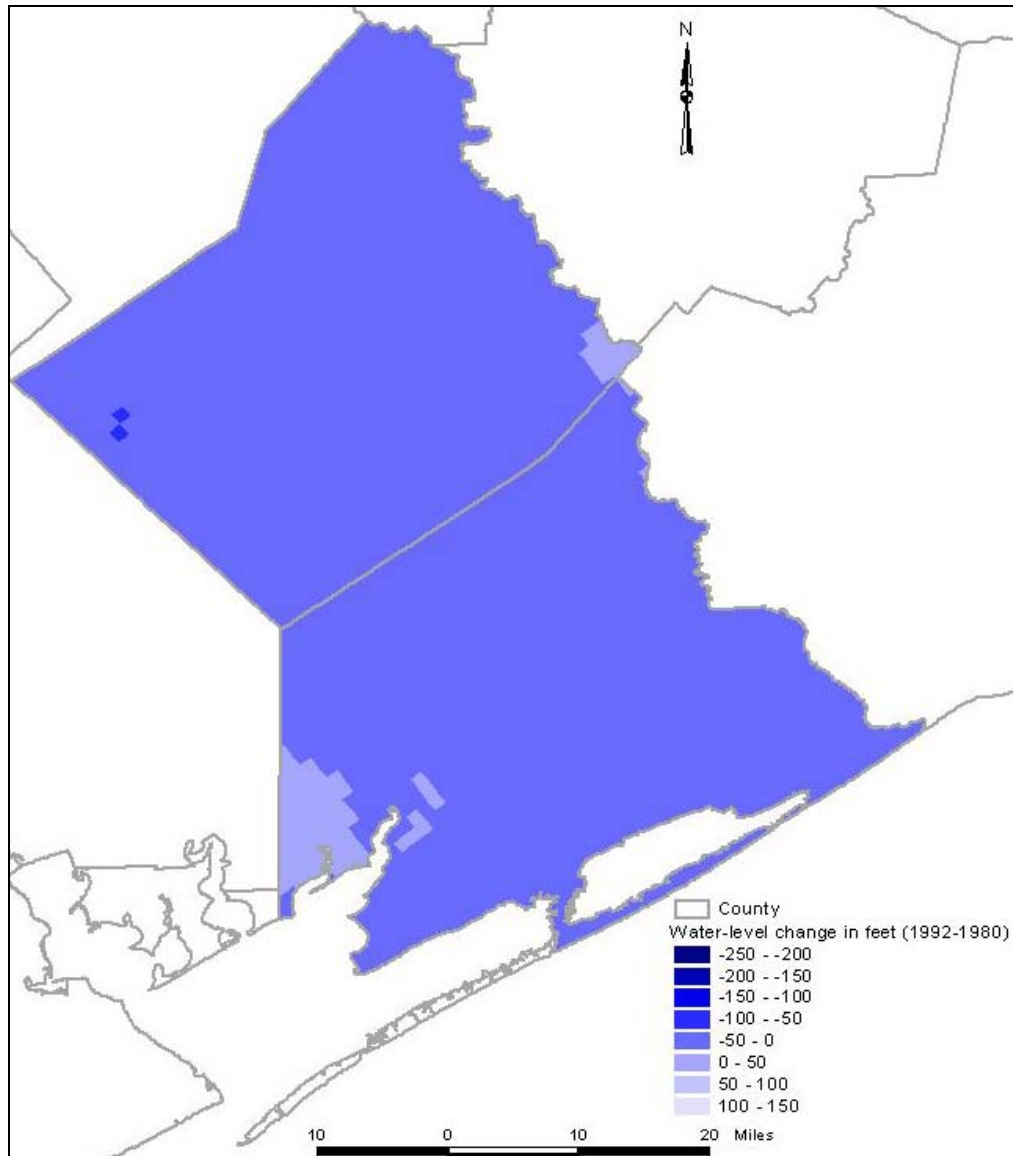 N
County
Water-level change in feet (1992-1980)
-250 - -200
-200 - -150
-150 - -100
-100 - -50
-50 - 0
0 - 50
50 - 100
100 - 150
10 0 10 20 Miles